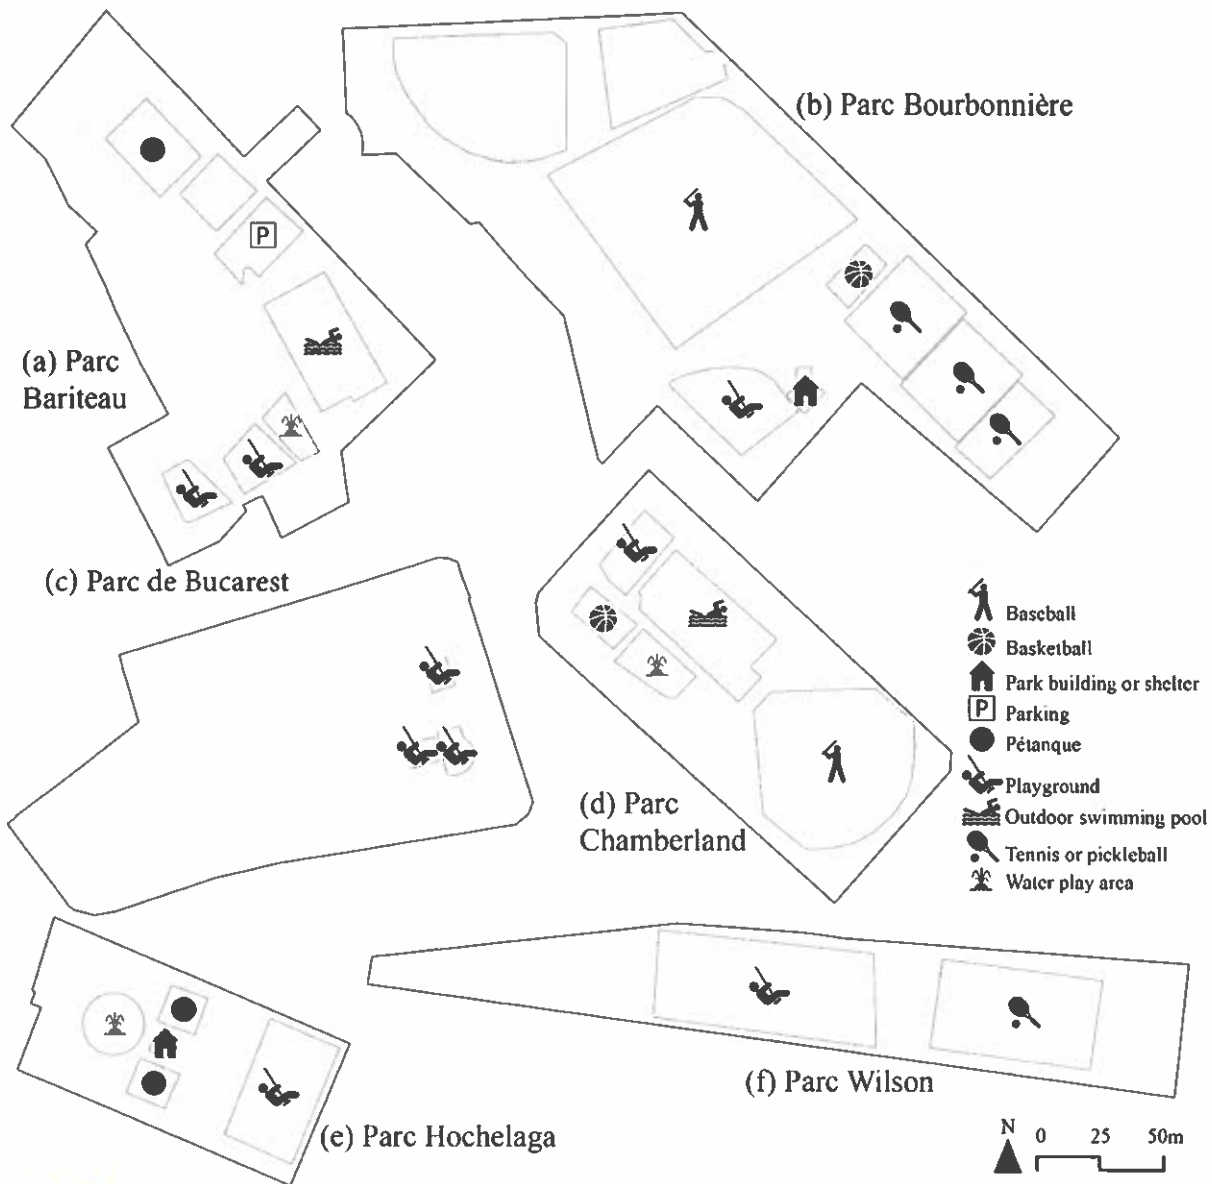 (b) Parc Bourbonnière
P
(a) Parc
Bariteau
(c) Parc de Bucarest
Baseball
Basketball
Park building or shelter
P Parking
Pétanque
Playground
Outdoor swimming pool
Tennis or pickleball
Water play area
(d) Parc
Chamberland
(f) Parc Wilson
(e) Parc Hochelaga
N
0 25 50m